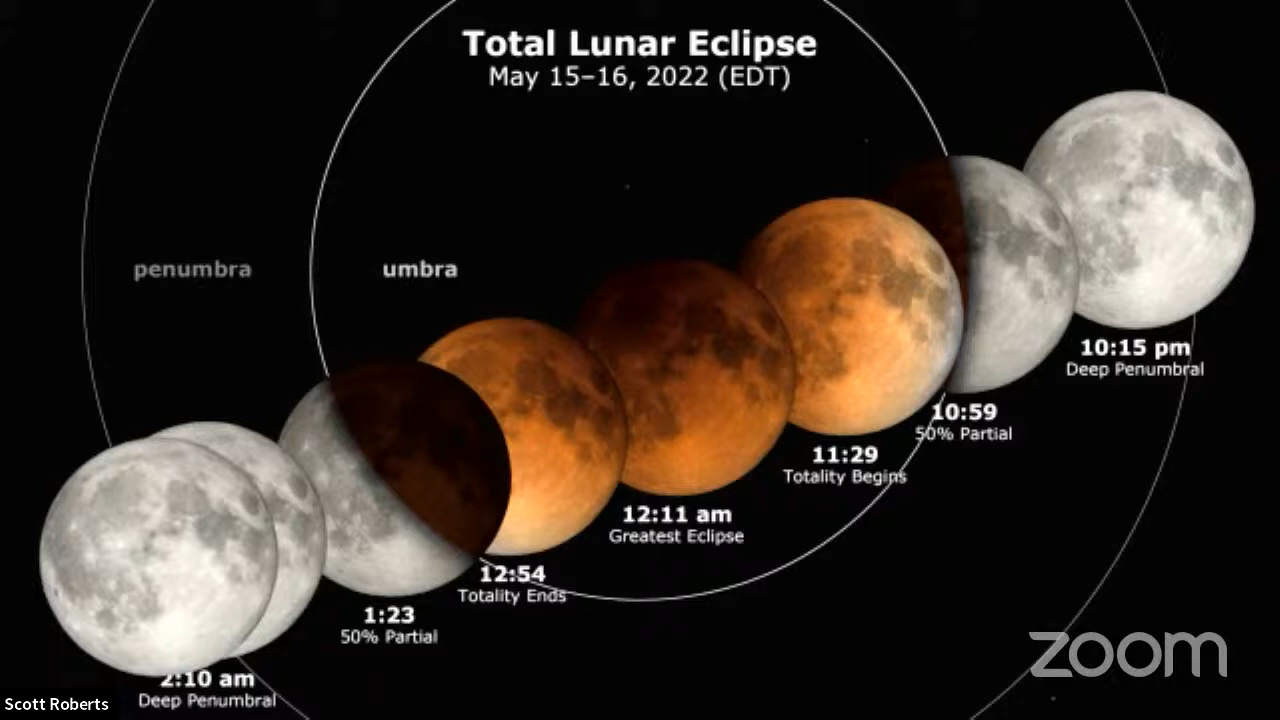 Total Lunar Eclipse
May 15–16, 2022 (EDT)
penumbra
umbra
10:15 pm
Deep Penumbral
10:59
50% Partial
11:29
Totality Begins
12:11 am
Greatest Eclipse
12:54
Totality Ends
1:23
50% Partial
2:10 am
Deep Penumbral
zoom
Scott Roberts